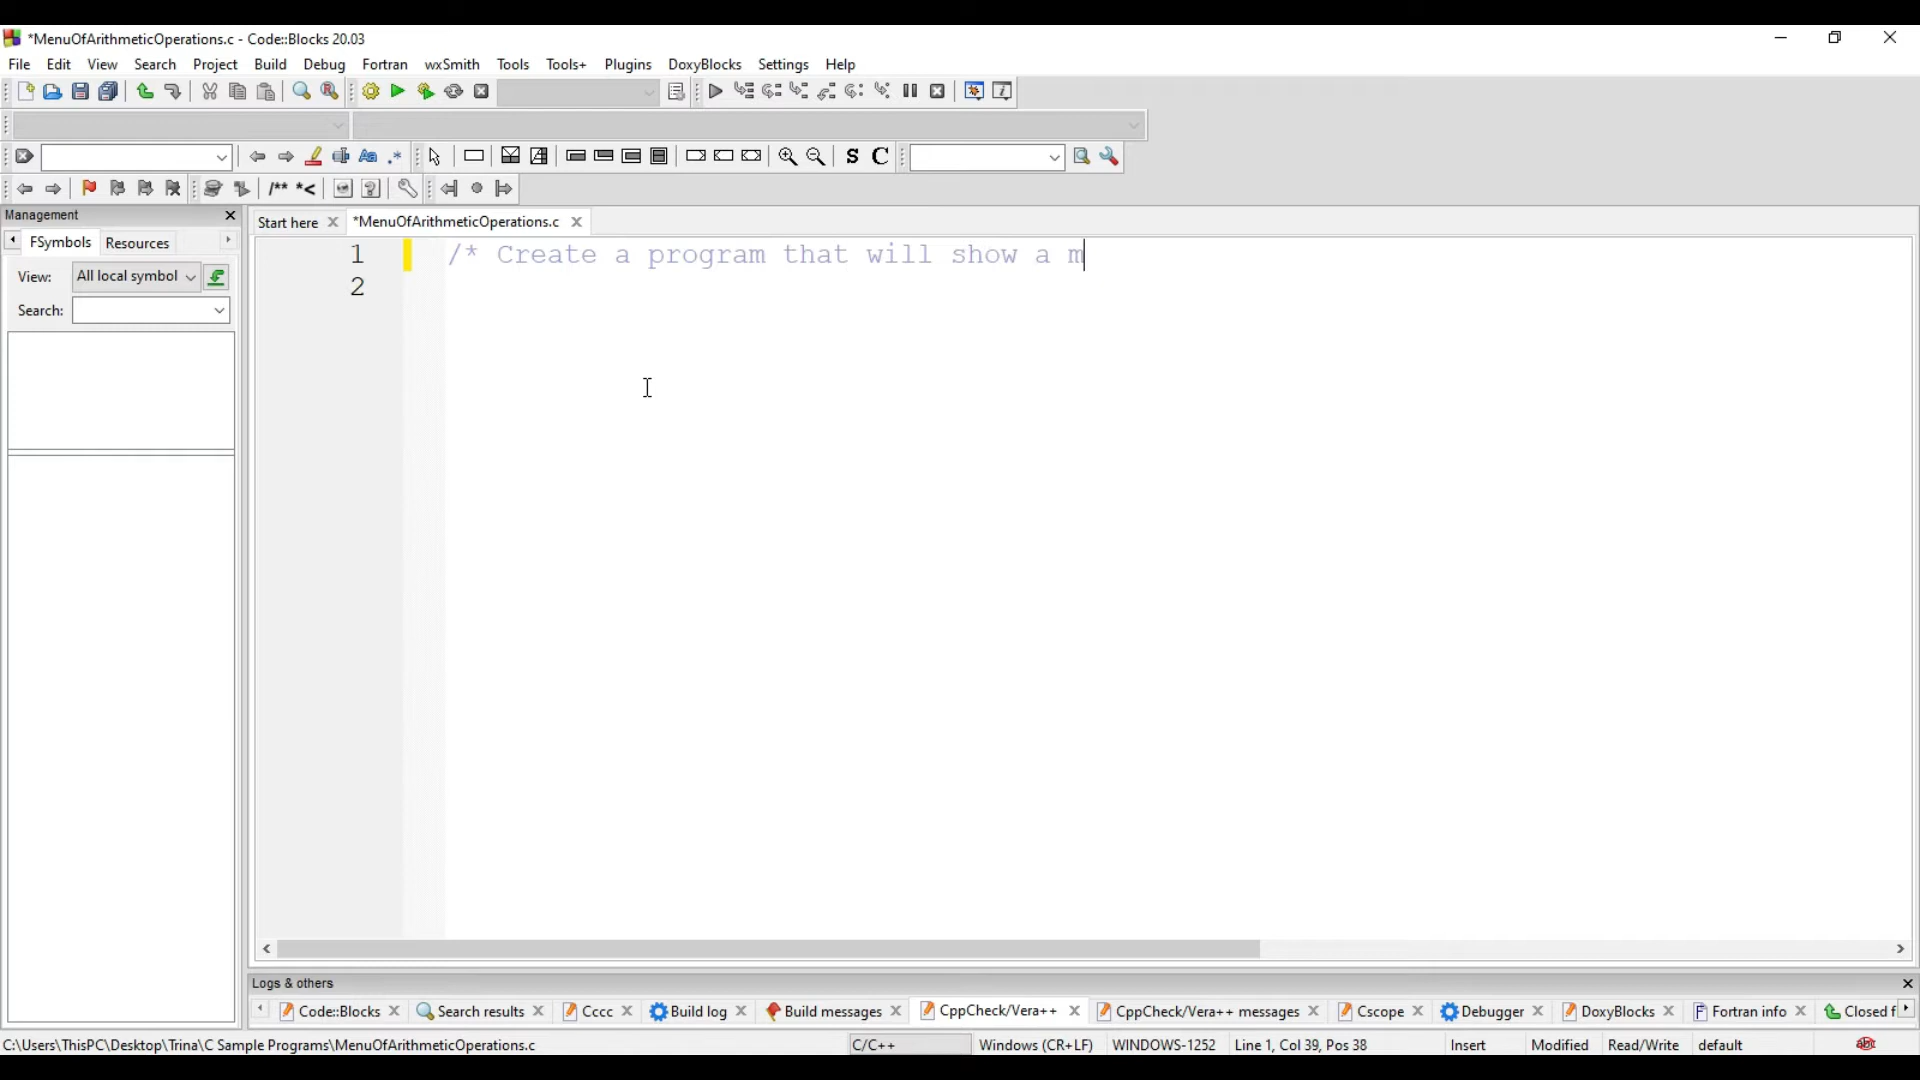 *MenuOfArithmeticOperations.c - Code::Blocks 20.03
File Edit View Search Project Build Debug Fortran wxSmith Tools Tools+ Plugins DoxyBlocks Settings Help
S C
/** *<
Management
FSymbols Resources
View: All local symbol
Search:
Start here *MenuOfArithmeticOperations.c
1 /* Create a program that will show a m
2
Logs & others
Code::Blocks Search results Cccc Build log Build messages CppCheck/Vera++ CppCheck/Vera++ messages Cscope Debugger DoxyBlocks Fortran info Closed f
C:\Users\ThisPC\Desktop\Trina\C Sample Programs\MenuOfArithmeticOperations.c C/C++ Windows (CR+LF) WINDOWS-1252 Line 1, Col 39, Pos 38 Insert Modified Read/Write default